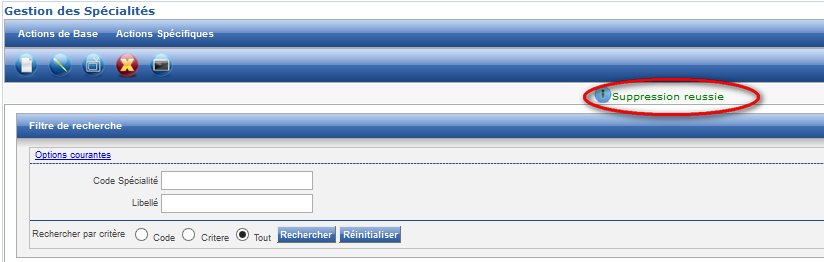 Gestion des Spécialités
Actions de Base Actions Spécifiques
Suppression reussie
Filtre de recherche
Options courantes
Code Spécialité
Libellé
Rechercher par critère Code Critere Tout Rechercher Réinitialiser